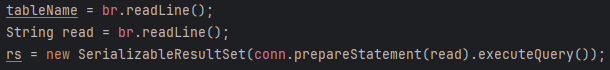 tableName = br.readLine();
String read = br.readLine();
rs = new SerializableResultSet(conn.prepareStatement(read).executeQuery());